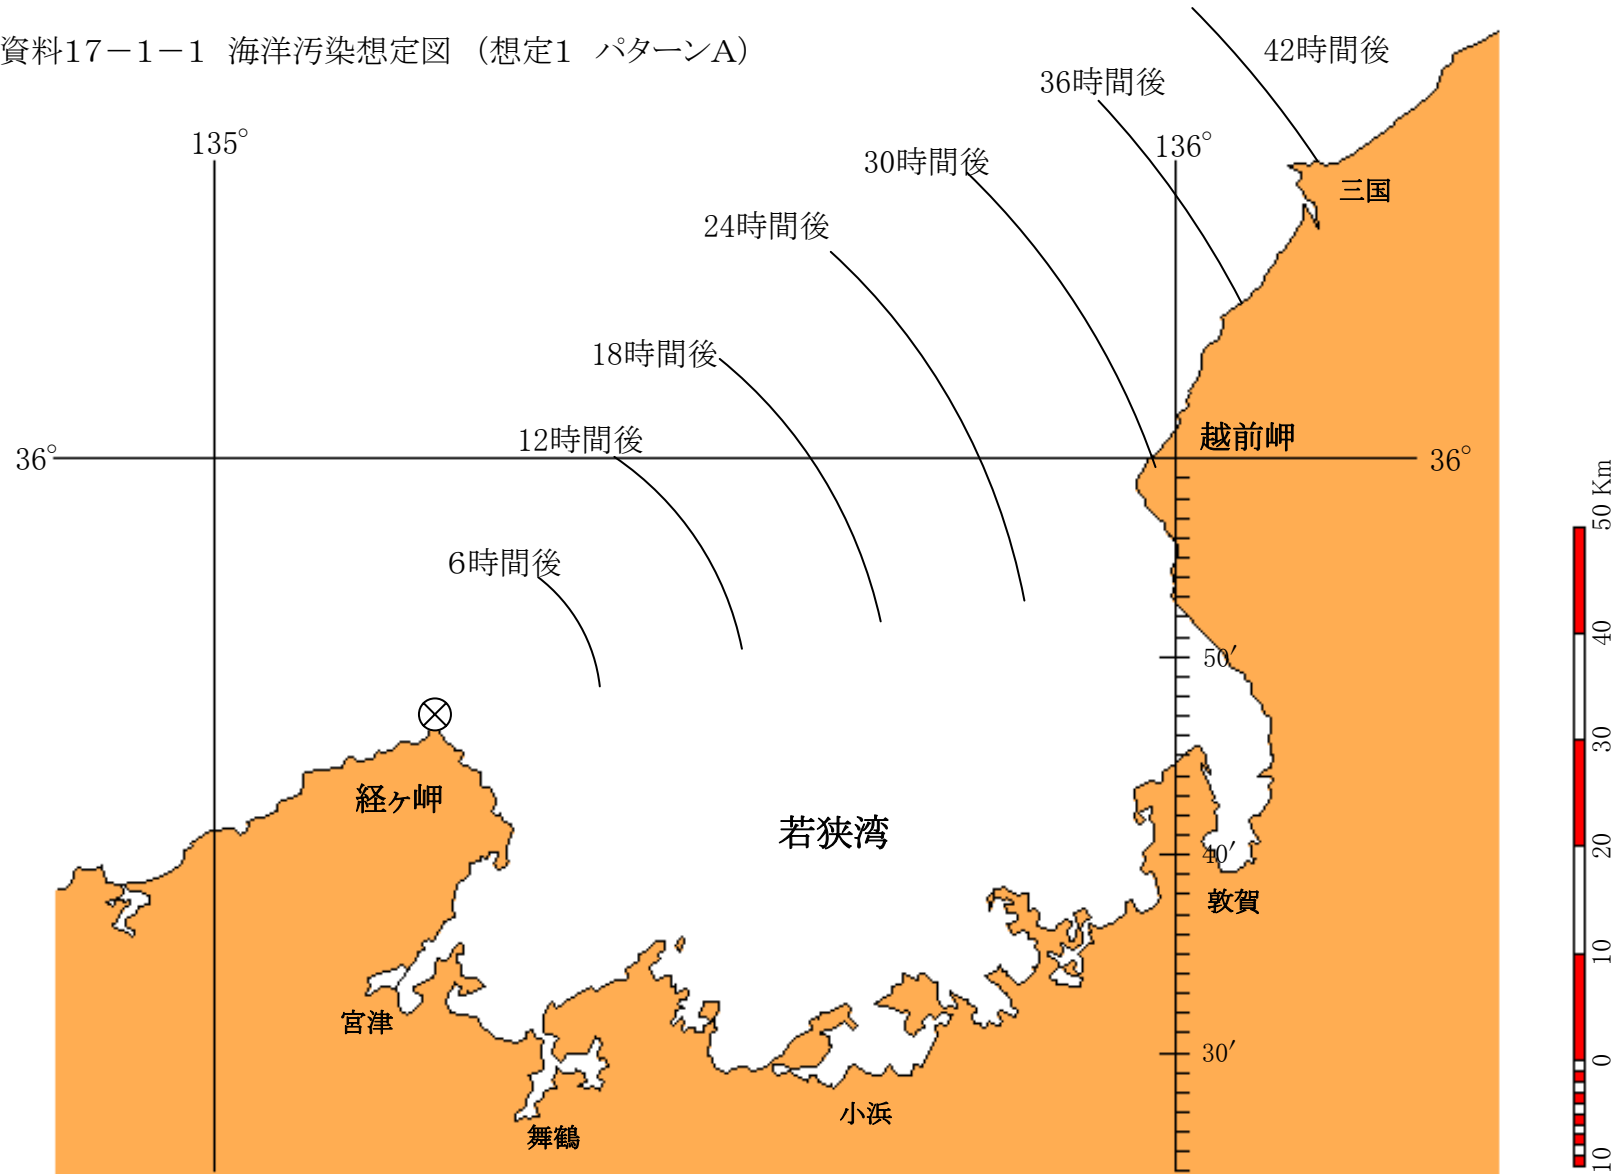 資料17－1－1　海洋汚染想定図　（想定1　パターンA）
42時間後
36時間後
135°
136°
30時間後
三国
24時間後
18時間後
12時間後
越前岬
36°
36°
6時間後
50 Km
40
30
20
10
0
10
50′
経ヶ岬
若狭湾
40′
敦賀
宮津
30′
小浜
舞鶴